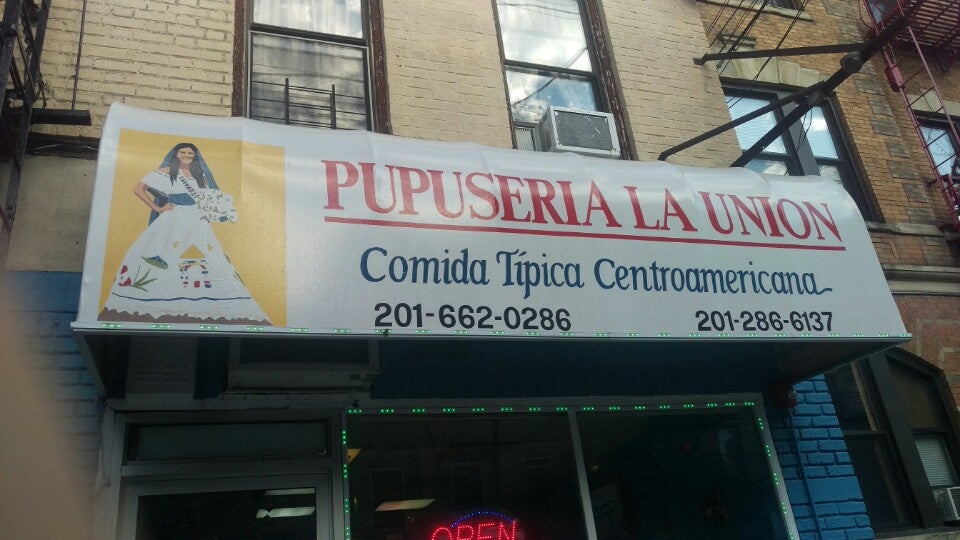 PUPUSERIA LA UNION
Comida Típica Centroamericana
201-662-0286 201-286-6137
OPEN